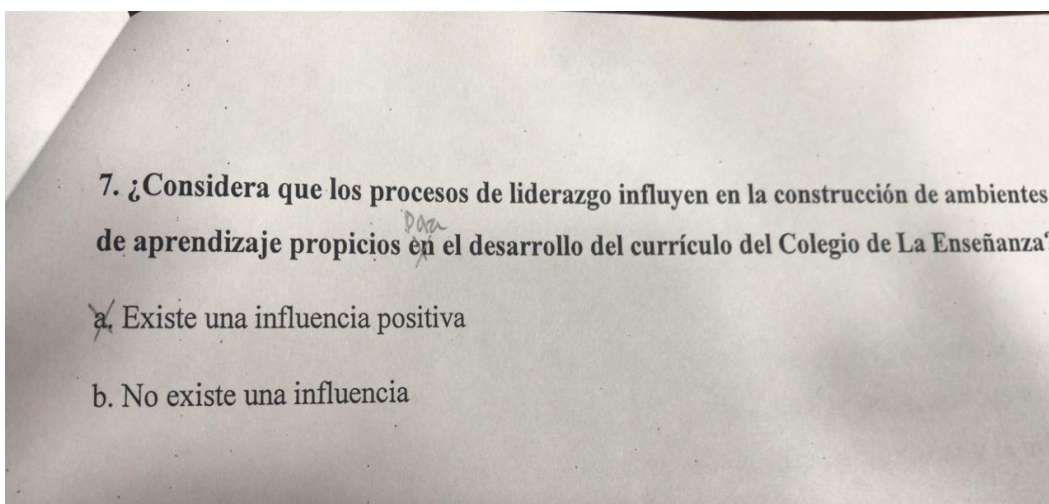 7. ¿Considera que los procesos de liderazgo influyen en la construcción de ambientes
Para
de aprendizaje propicios en el desarrollo del currículo del Colegio de La Enseñanza?
a. Existe una influencia positiva
b. No existe una influencia